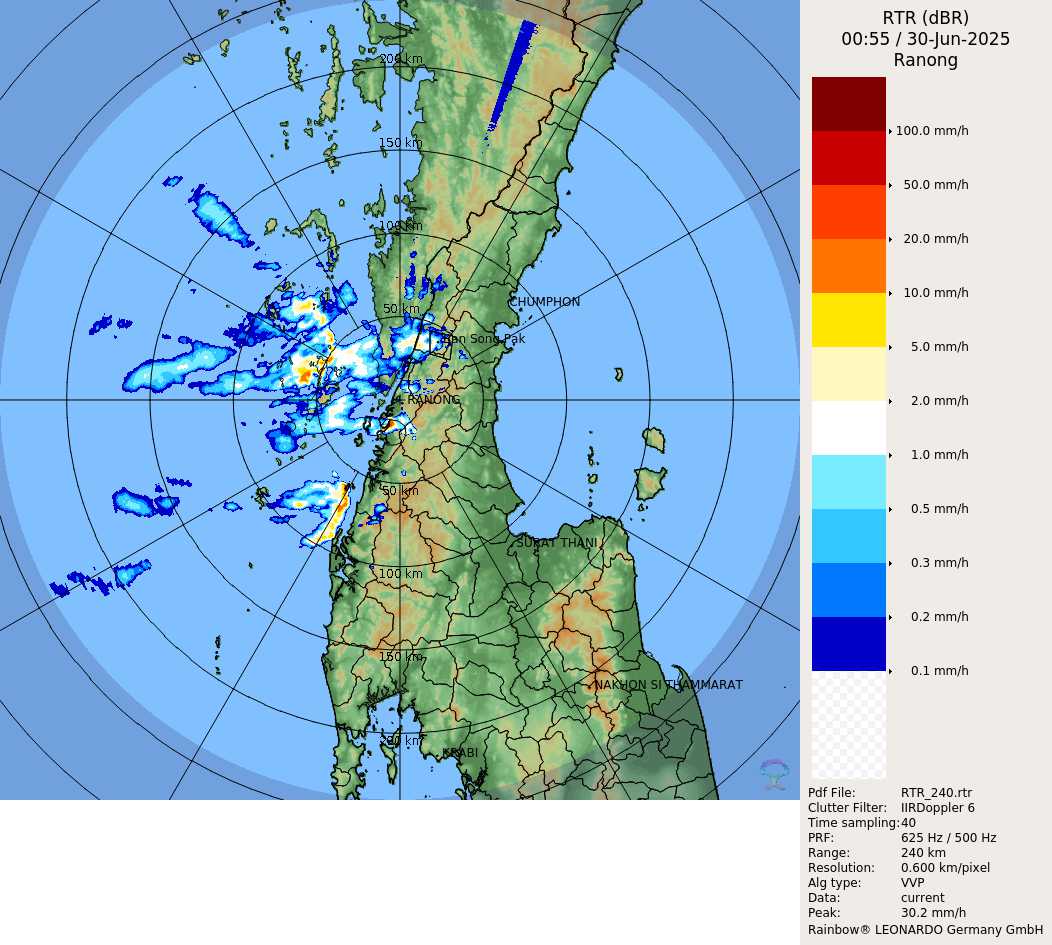 RTR (dBR)
00:55 / 30-Jun-2025
Ranong
200 km
150 km
100 km
50 km
CHUMPHON
Ban Song Pak
RANONG
50 km
SURAT THANI
100 km
150 km
NAKHON SI THAMMARAT
200 km
KRABI
100.0 mm/h
50.0 mm/h
20.0 mm/h
10.0 mm/h
5.0 mm/h
2.0 mm/h
1.0 mm/h
0.5 mm/h
0.3 mm/h
0.2 mm/h
0.1 mm/h
Pdf File: RTR_240.rtr
Clutter Filter: IIRDoppler 6
Time sampling: 40
PRF: 625 Hz / 500 Hz
Range: 240 km
Resolution: 0.600 km/pixel
Alg type: VVP
Data: current
Peak: 30.2 mm/h
Rainbow® LEONARDO Germany GmbH